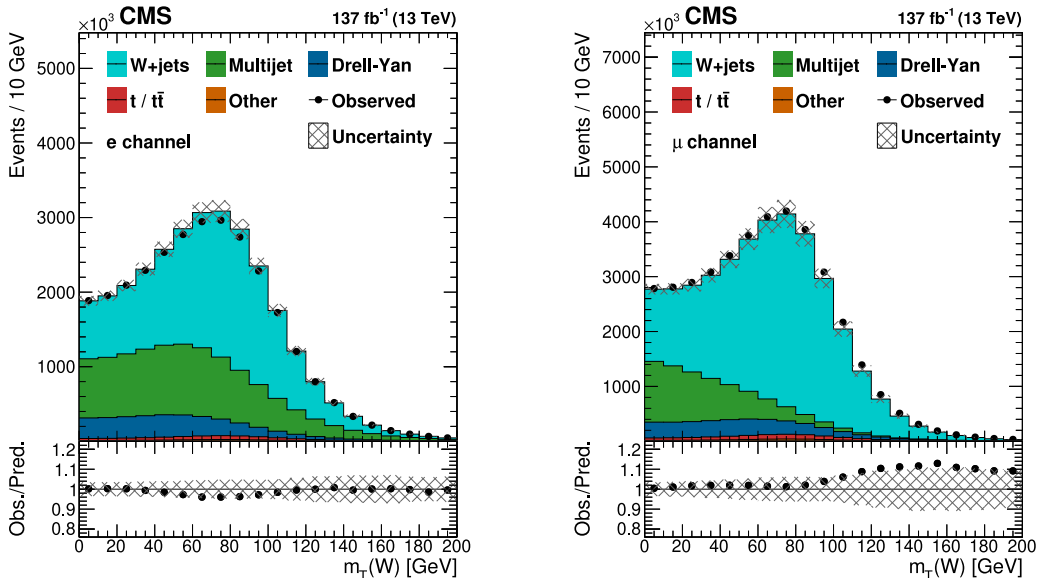 ×10³ CMS 137 fb⁻¹ (13 TeV)
Events / 10 GeV
5000
4000
3000
2000
1000
W+jets Multijet Drell-Yan
t / tt̄ Other Observed
e channel Uncertainty
Obs./Pred.
1.2
1.1
1
0.9
0.8
0 20 40 60 80 100 120 140 160 180 200
m_T(W) [GeV]
×10³ CMS 137 fb⁻¹ (13 TeV)
Events / 10 GeV
7000
6000
5000
4000
3000
2000
1000
W+jets Multijet Drell-Yan
t / tt̄ Other Observed
μ channel Uncertainty
Obs./Pred.
1.2
1.1
1
0.9
0.8
0 20 40 60 80 100 120 140 160 180 200
m_T(W) [GeV]